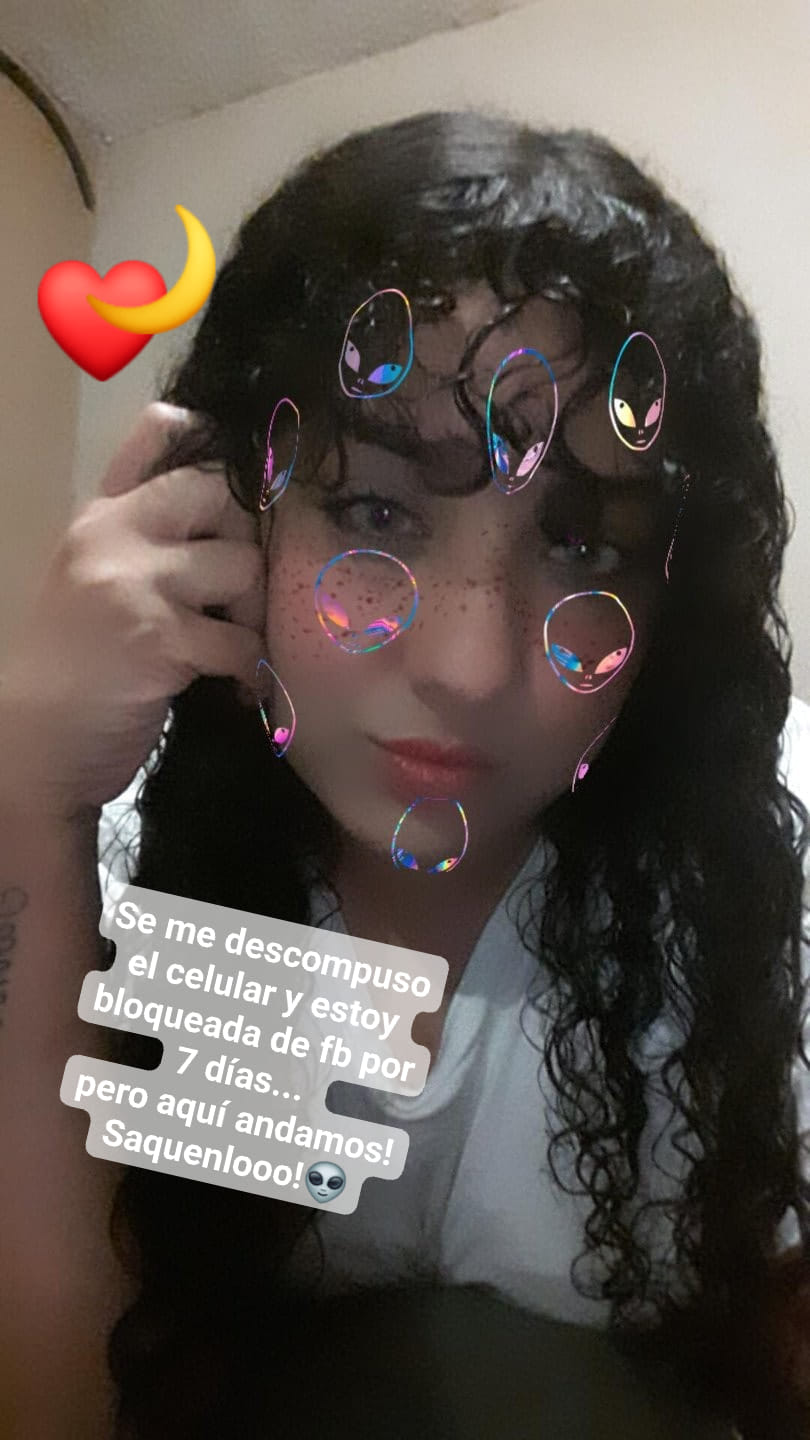 Se me descompuso
el celular y estoy
bloqueada de fb por
7 días...
pero aquí andamos!
Saquenlooo!👽